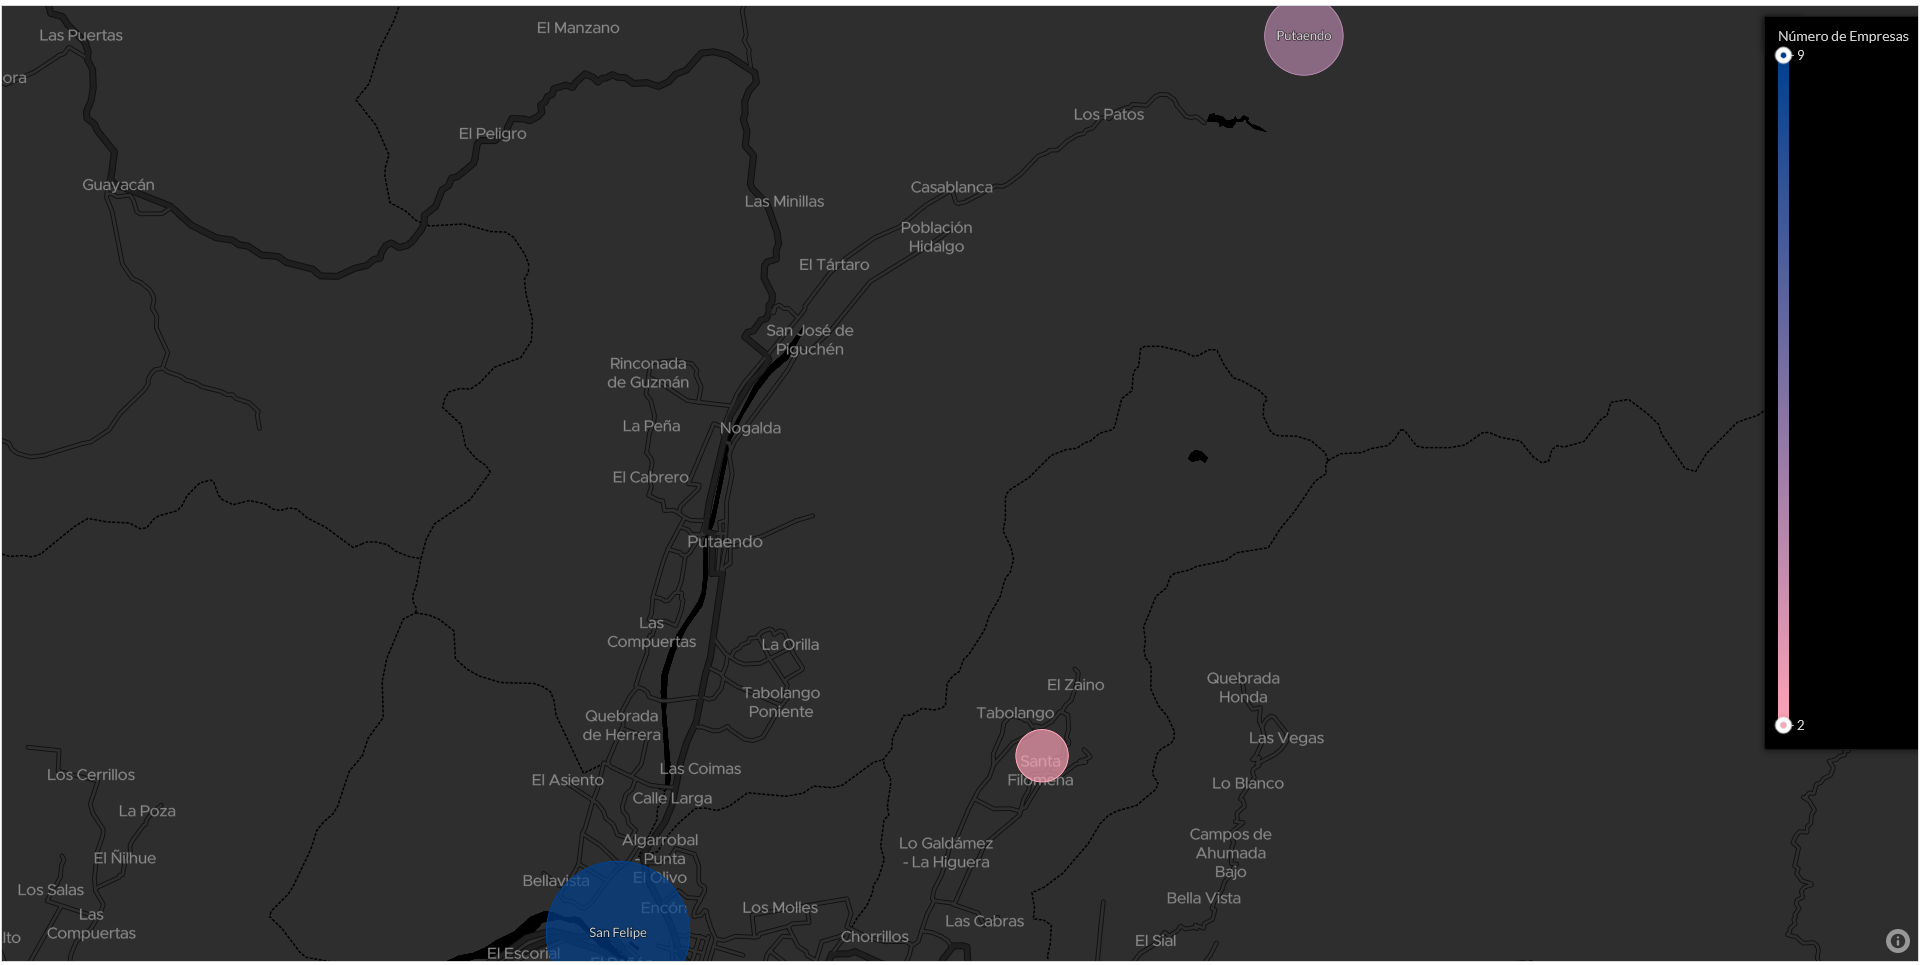 El Manzano
Las Puertas
Putaendo
Número de Empresas
9
ora
Los Patos
El Peligro
Guayacán
Casablanca
Las Minillas
Población
Hidalgo
El Tártaro
San José de
Piguchén
Rinconada
de Guzmán
La Peña
Nogalda
El Cabrero
Putaendo
Las
Compuertas
La Orilla
Tabolango
Poniente
El Zaino
Quebrada
Honda
Tabolango
Quebrada
de Herrera
Las Vegas
2
Santa
Filomena
Las Coimas
Los Cerrillos
El Asiento
Lo Blanco
Calle Larga
La Poza
Algarrobal
- Punta
El Olivo
Lo Galdámez
- La Higuera
Campos de
Ahumada
Bajo
El Ñilhue
Bellavista
Los Salas
Bella Vista
Encón
Los Molles
Las
Compuertas
Las Cabras
San Felipe
lto
Chorrillos
El Sial
El Escorial